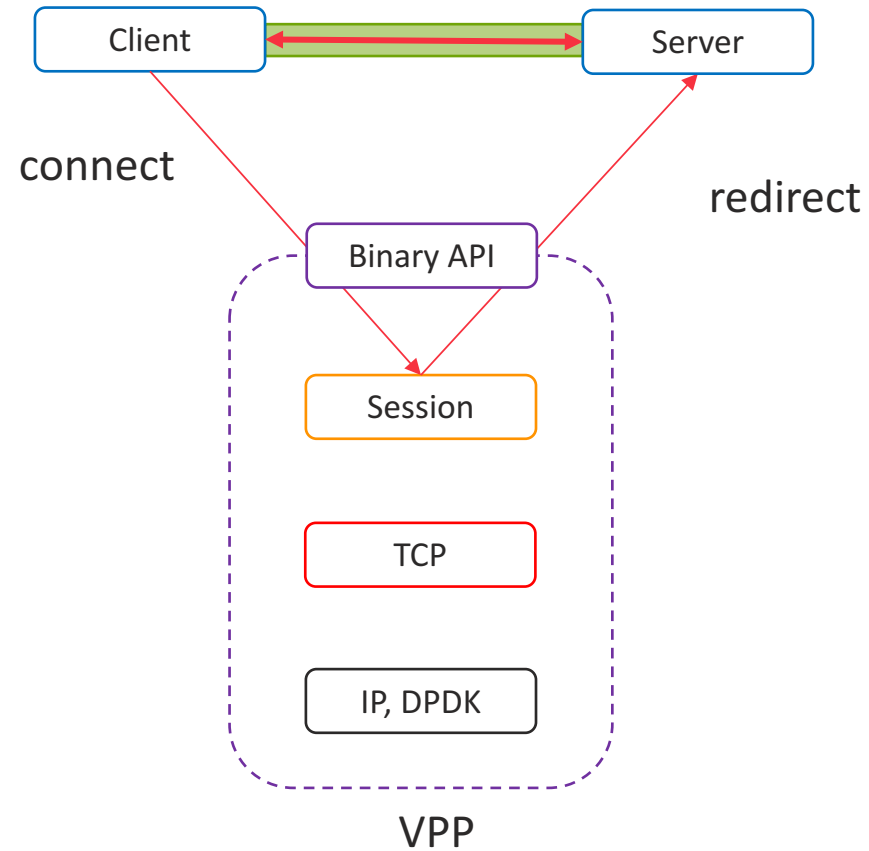 Client
Server
connect
redirect
Binary API
Session
TCP
IP, DPDK
VPP